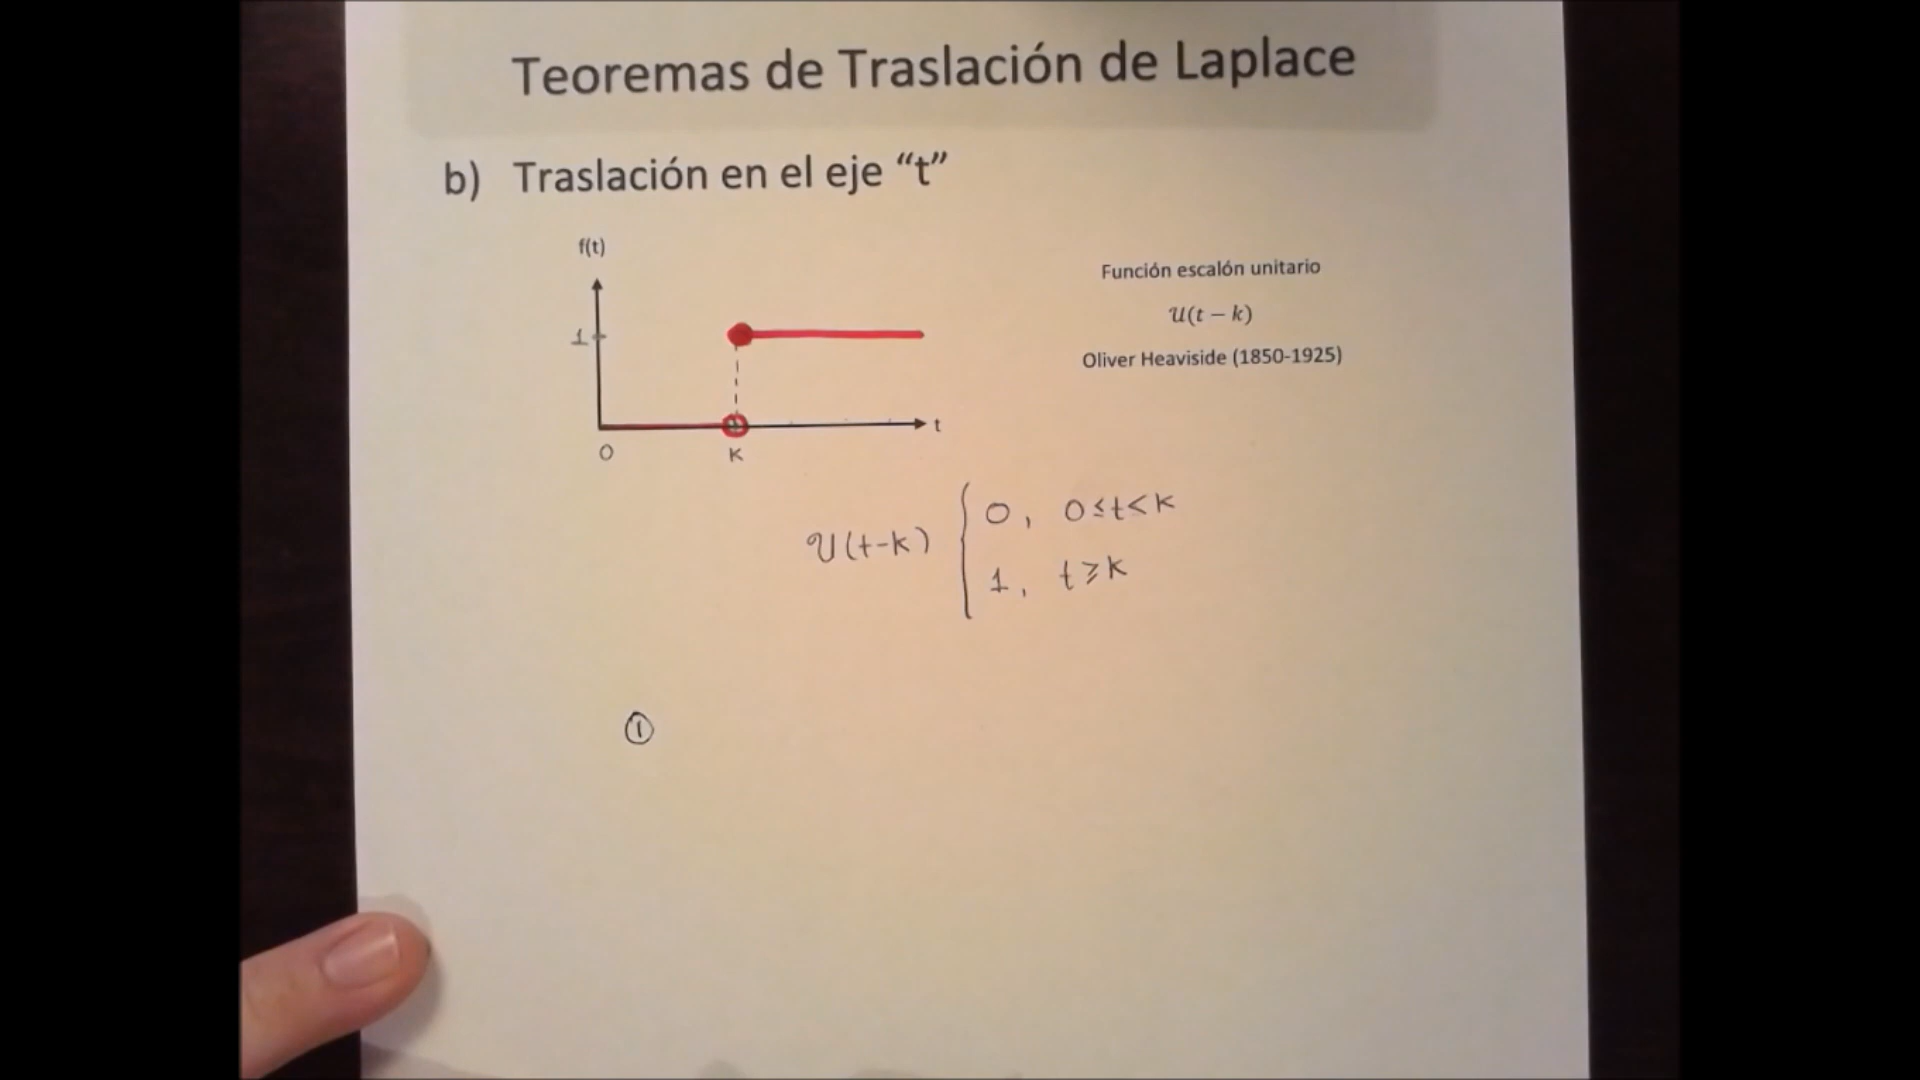 Teoremas de Traslación de Laplace
b) Traslación en el eje “t”
f(t)
1
t
0 K
Función escalón unitario
𝒰(t − k)
Oliver Heaviside (1850-1925)
𝒰(t-k) { 0, 0≤t<k
1, t≥k
①